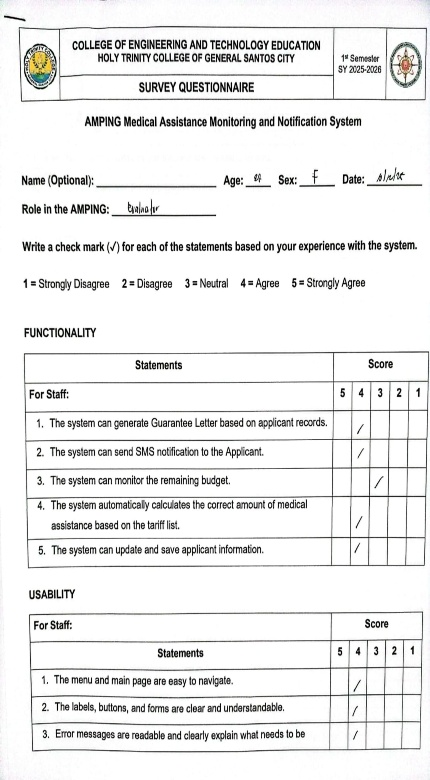 COLLEGE OF ENGINEERING AND TECHNOLOGY EDUCATION
HOLY TRINITY COLLEGE OF GENERAL SANTOS CITY
SURVEY QUESTIONNAIRE
1st Semester
SY 2025-2026
AMPING Medical Assistance Monitoring and Notification System
Name (Optional): Age: Sex: F Date:
Role in the AMPING: Evaluator
Write a check mark (✓) for each of the statements based on your experience with the system.
1 = Strongly Disagree 2 = Disagree 3 = Neutral 4 = Agree 5 = Strongly Agree
FUNCTIONALITY
Statements Score
For Staff: 5 4 3 2 1
1. The system can generate Guarantee Letter based on applicant records. /
2. The system can send SMS notification to the Applicant. /
3. The system can monitor the remaining budget. /
4. The system automatically calculates the correct amount of medical
assistance based on the tariff list. /
5. The system can update and save applicant information. /
USABILITY
For Staff: Score
Statements 5 4 3 2 1
1. The menu and main page are easy to navigate. /
2. The labels, buttons, and forms are clear and understandable. /
3. Error messages are readable and clearly explain what needs to be /